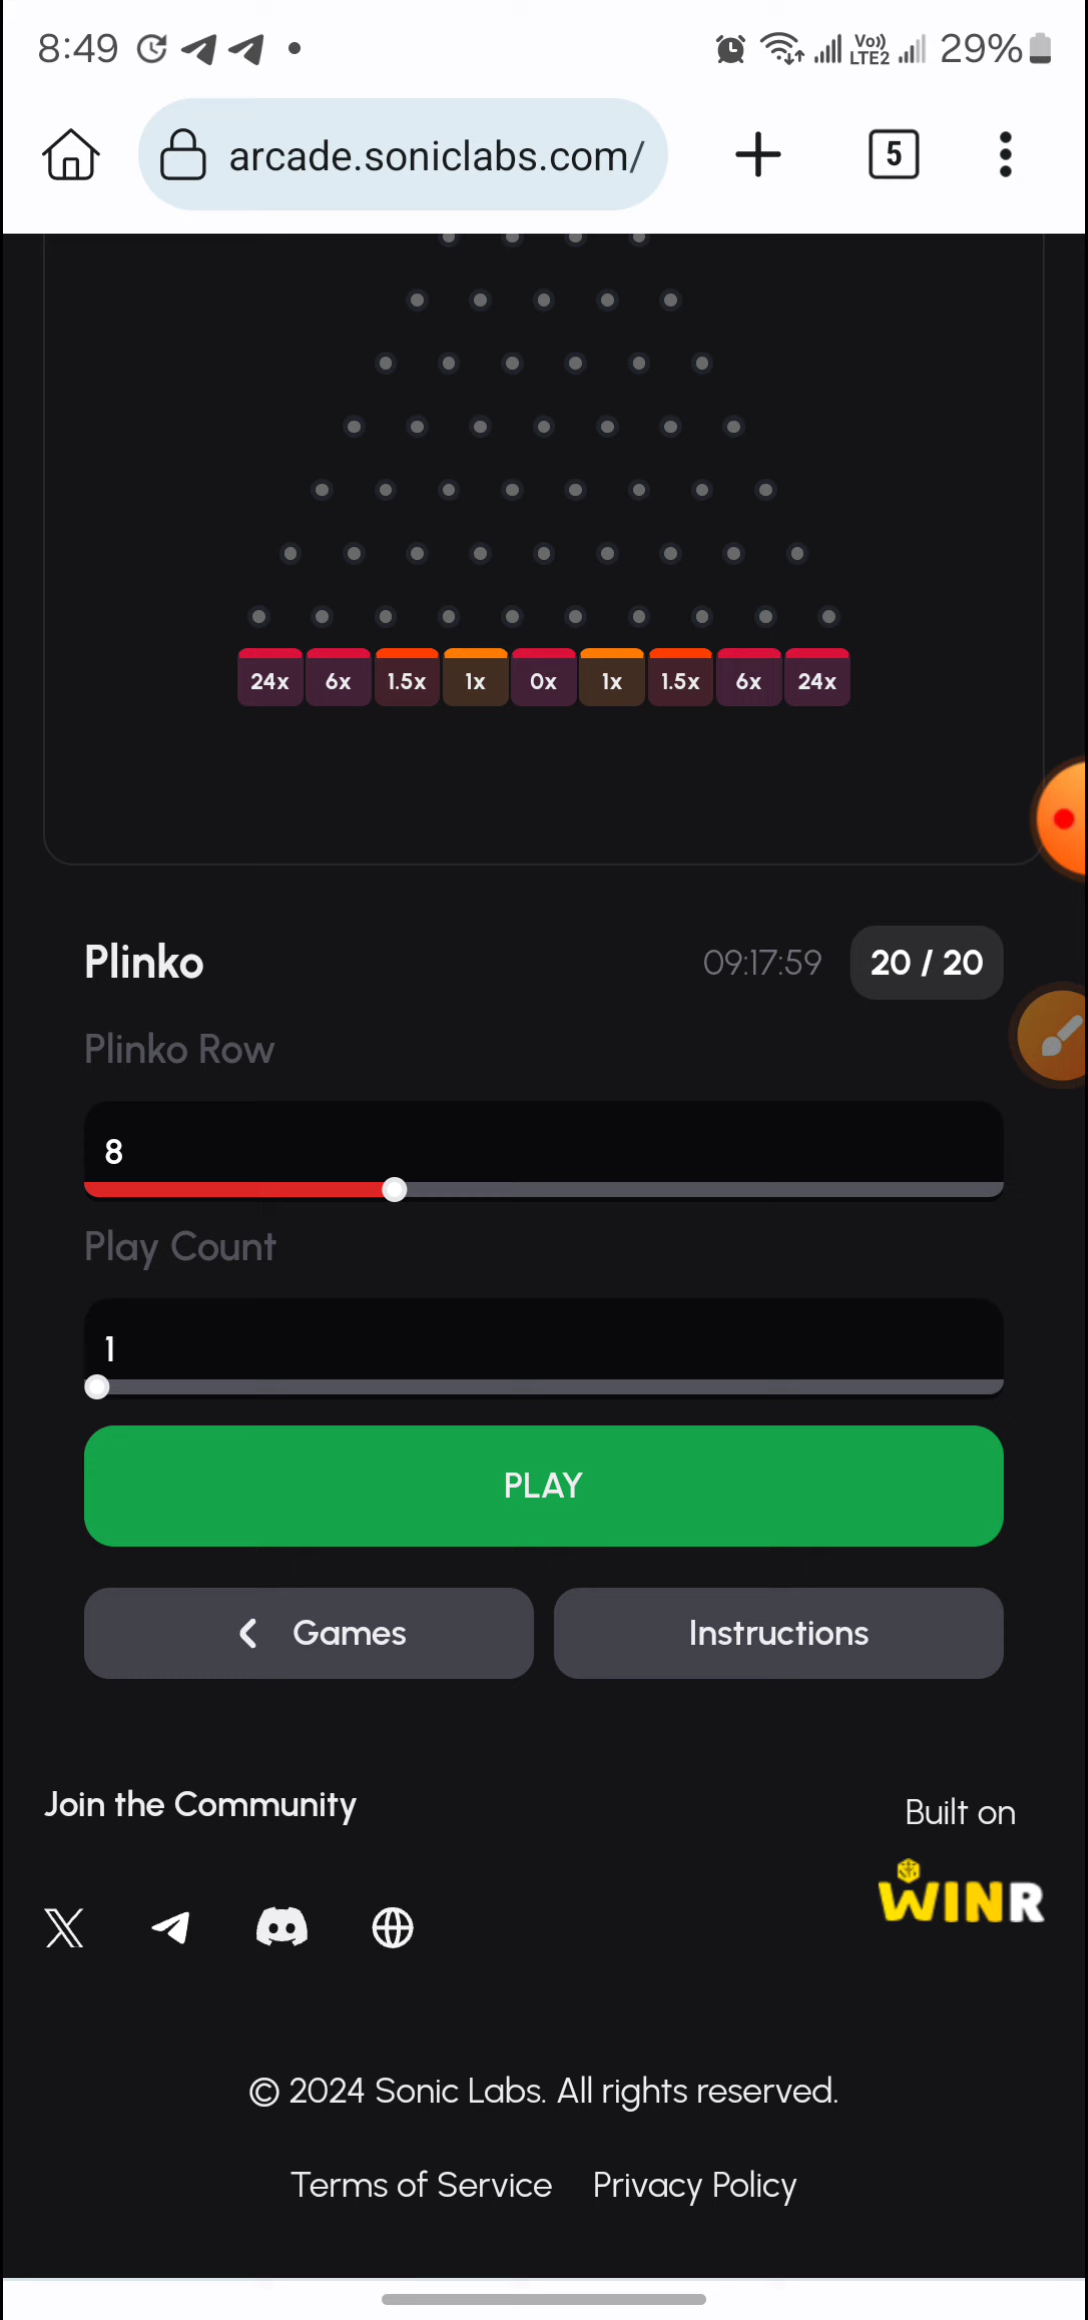 8:49 Vo)) LTE2 29%
arcade.soniclabs.com/ 5
24x 6x 1.5x 1x 0x 1x 1.5x 6x 24x
Plinko 09:17:59 20 / 20
Plinko Row
8
Play Count
1
PLAY
Games Instructions
Join the Community Built on
WINR
© 2024 Sonic Labs. All rights reserved.
Terms of Service Privacy Policy